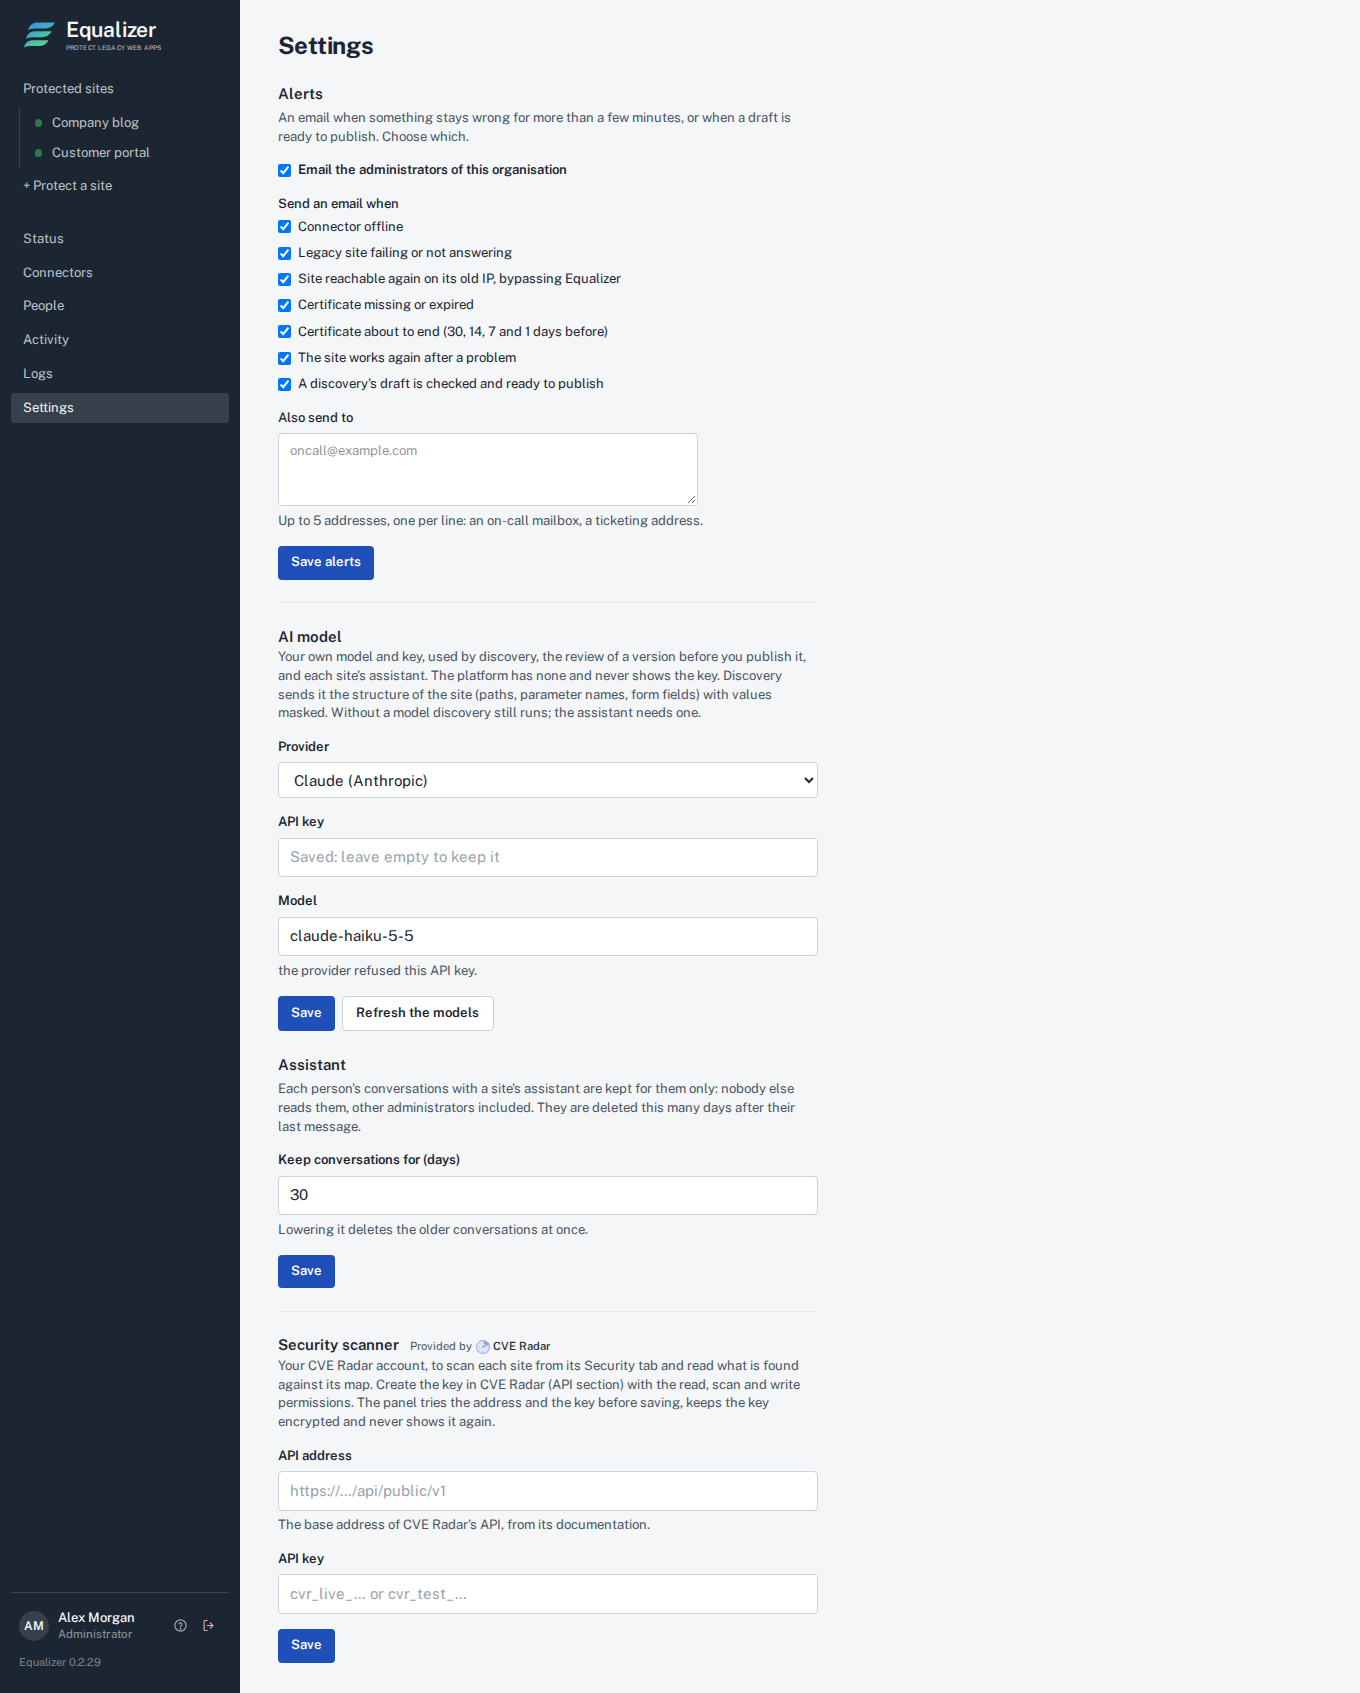 Equalizer
PROTECT LEGACY WEB APPS
Protected sites
Company blog
Customer portal
+ Protect a site
Status
Connectors
People
Activity
Logs
Settings
AM
Alex Morgan
Administrator
Equalizer 0.2.29
Settings
Alerts
An email when something stays wrong for more than a few minutes, or when a draft is
ready to publish. Choose which.
Email the administrators of this organisation
Send an email when
Connector offline
Legacy site failing or not answering
Site reachable again on its old IP, bypassing Equalizer
Certificate missing or expired
Certificate about to end (30, 14, 7 and 1 days before)
The site works again after a problem
A discovery's draft is checked and ready to publish
Also send to
oncall@example.com
Up to 5 addresses, one per line: an on-call mailbox, a ticketing address.
Save alerts
AI model
Your own model and key, used by discovery, the review of a version before you publish it,
and each site's assistant. The platform has none and never shows the key. Discovery
sends it the structure of the site (paths, parameter names, form fields) with values
masked. Without a model discovery still runs; the assistant needs one.
Provider
Claude (Anthropic)
API key
Saved: leave empty to keep it
Model
claude-haiku-5-5
the provider refused this API key.
Save
Refresh the models
Assistant
Each person's conversations with a site's assistant are kept for them only: nobody else
reads them, other administrators included. They are deleted this many days after their
last message.
Keep conversations for (days)
30
Lowering it deletes the older conversations at once.
Save
Security scanner Provided by CVE Radar
Your CVE Radar account, to scan each site from its Security tab and read what is found
against its map. Create the key in CVE Radar (API section) with the read, scan and write
permissions. The panel tries the address and the key before saving, keeps the key
encrypted and never shows it again.
API address
https://.../api/public/v1
The base address of CVE Radar's API, from its documentation.
API key
cvr_live_... or cvr_test_...
Save